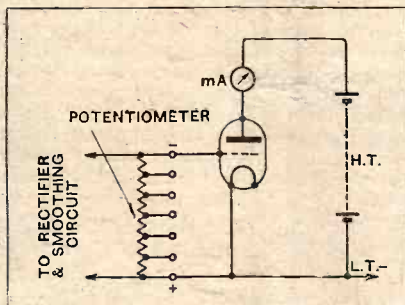 mA
POTENTIOMETER
TO RECTIFIER
& SMOOTHING
CIRCUIT
–
+
H.T.
L.T.–